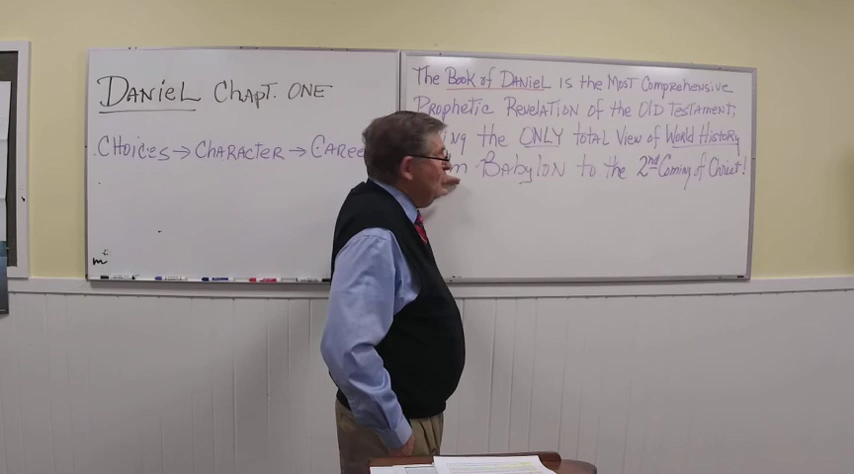 DANIEL Chapt. ONE
CHOICES → CHARACTER → CAREE
The Book of DANIEL is the Most Comprehensive
Prophetic Revelation of the Old Testament;
the ONLY total View of World History
Babylon to the 2nd Coming of Christ!